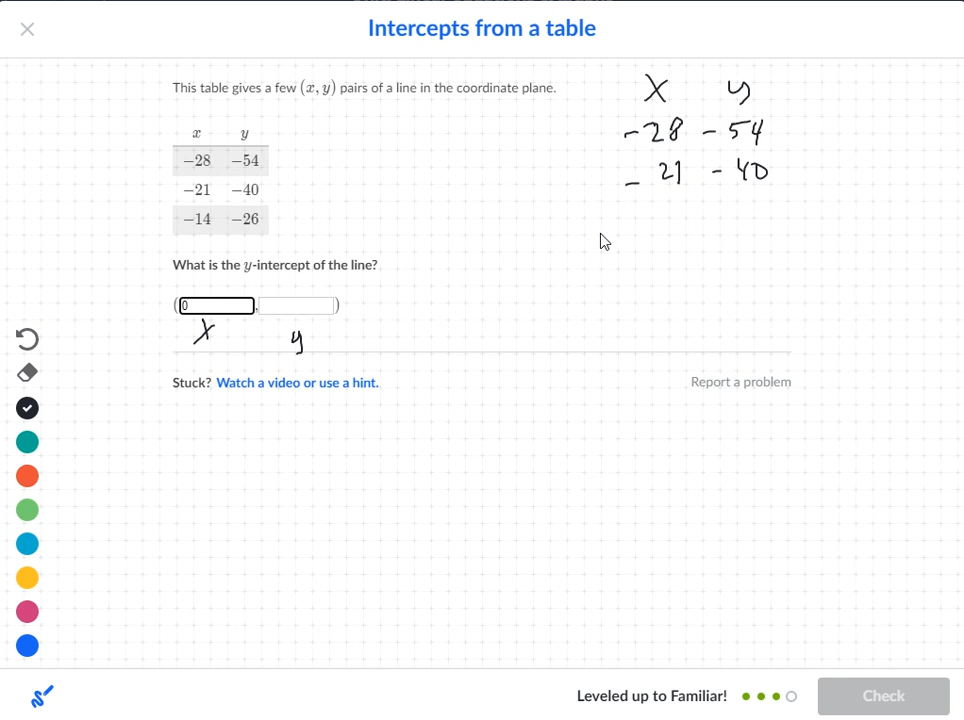 Intercepts from a table
This table gives a few (x, y) pairs of a line in the coordinate plane.
x y
−28 −54
−21 −40
−14 −26
X y
-28 -54
-21 -40
What is the y-intercept of the line?
(0, )
X y
Stuck? Watch a video or use a hint.
Report a problem
Leveled up to Familiar!
Check